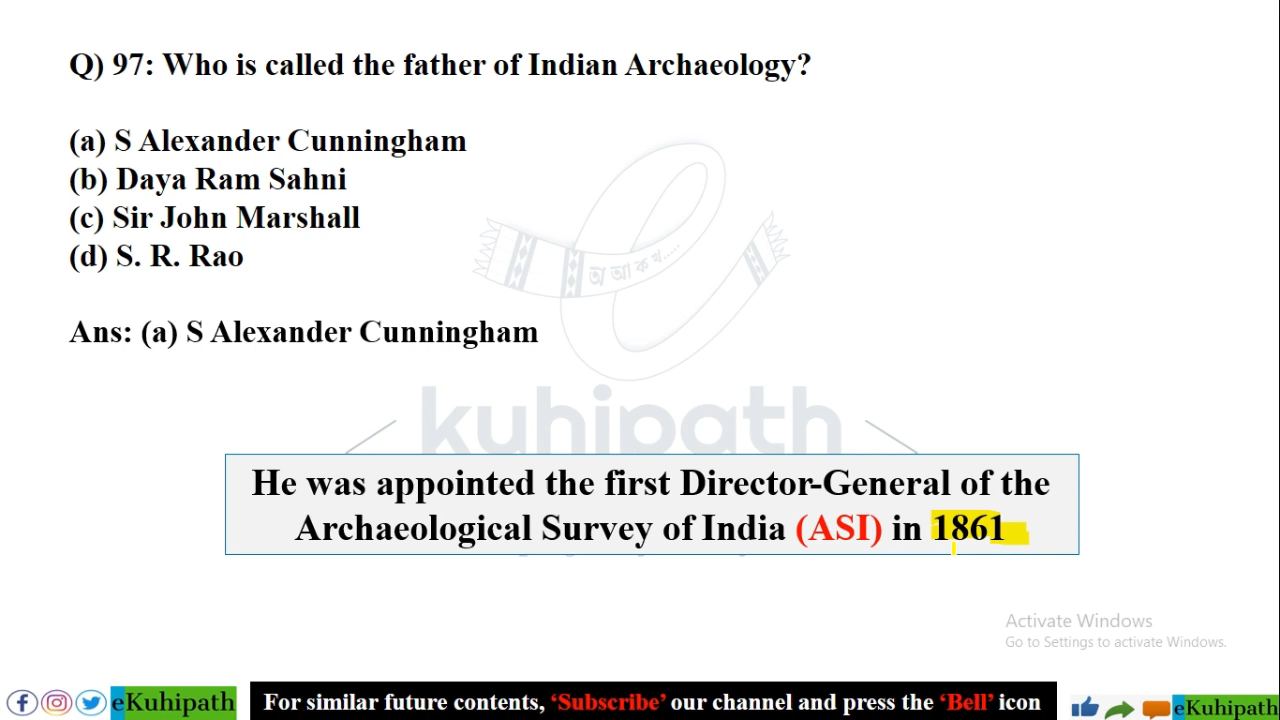 Q) 97: Who is called the father of Indian Archaeology?
(a) S Alexander Cunningham
(b) Daya Ram Sahni
(c) Sir John Marshall
(d) S. R. Rao
অ আ ক খ.....
Ans: (a) S Alexander Cunningham
kuhipath
He was appointed the first Director-General of the
Archaeological Survey of India (ASI) in 1861
Activate Windows
Go to Settings to activate Windows.
eKuhipath
For similar future contents, ‘Subscribe’ our channel and press the ‘Bell’ icon
eKuhipath